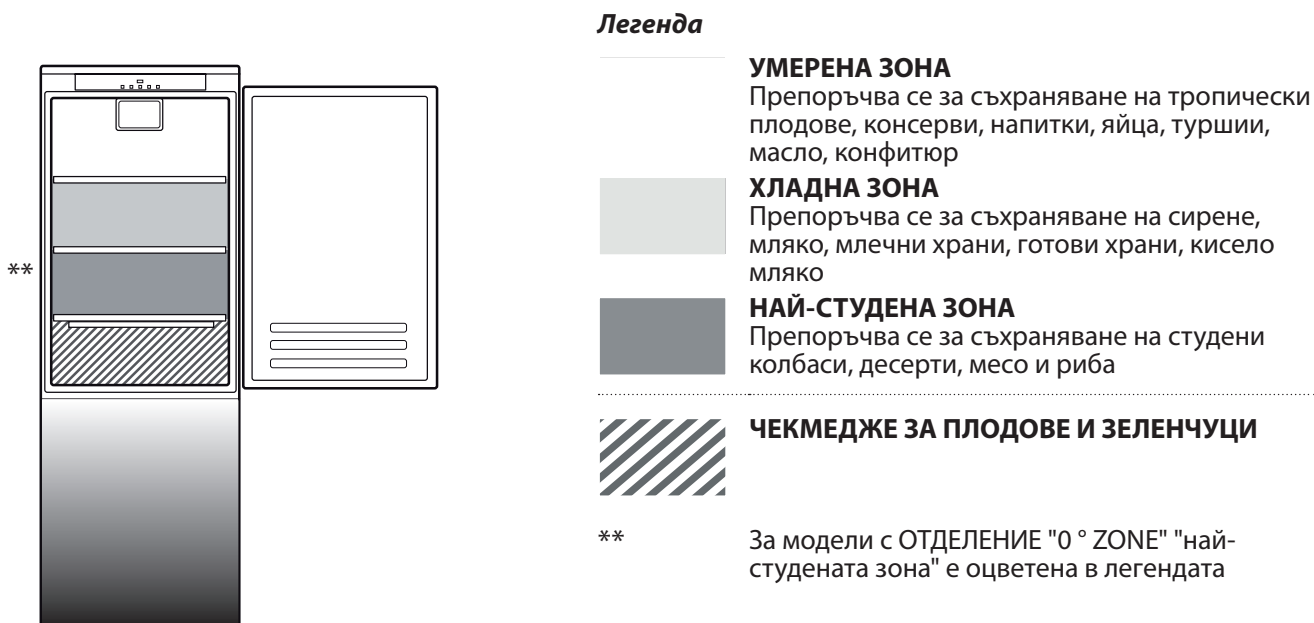 Легенда
УМЕРЕНА ЗОНА
Препоръчва се за съхраняване на тропически
плодове, консерви, напитки, яйца, туршии,
масло, конфитюр
ХЛАДНА ЗОНА
Препоръчва се за съхраняване на сирене,
мляко, млечни храни, готови храни, кисело
мляко
**
НАЙ-СТУДЕНА ЗОНА
Препоръчва се за съхраняване на студени
колбаси, десерти, месо и риба
ЧЕКМЕДЖЕ ЗА ПЛОДОВЕ И ЗЕЛЕНЧУЦИ
** За модели с ОТДЕЛЕНИЕ "0 ° ZONE" "най-
студената зона" е оцветена в легендата